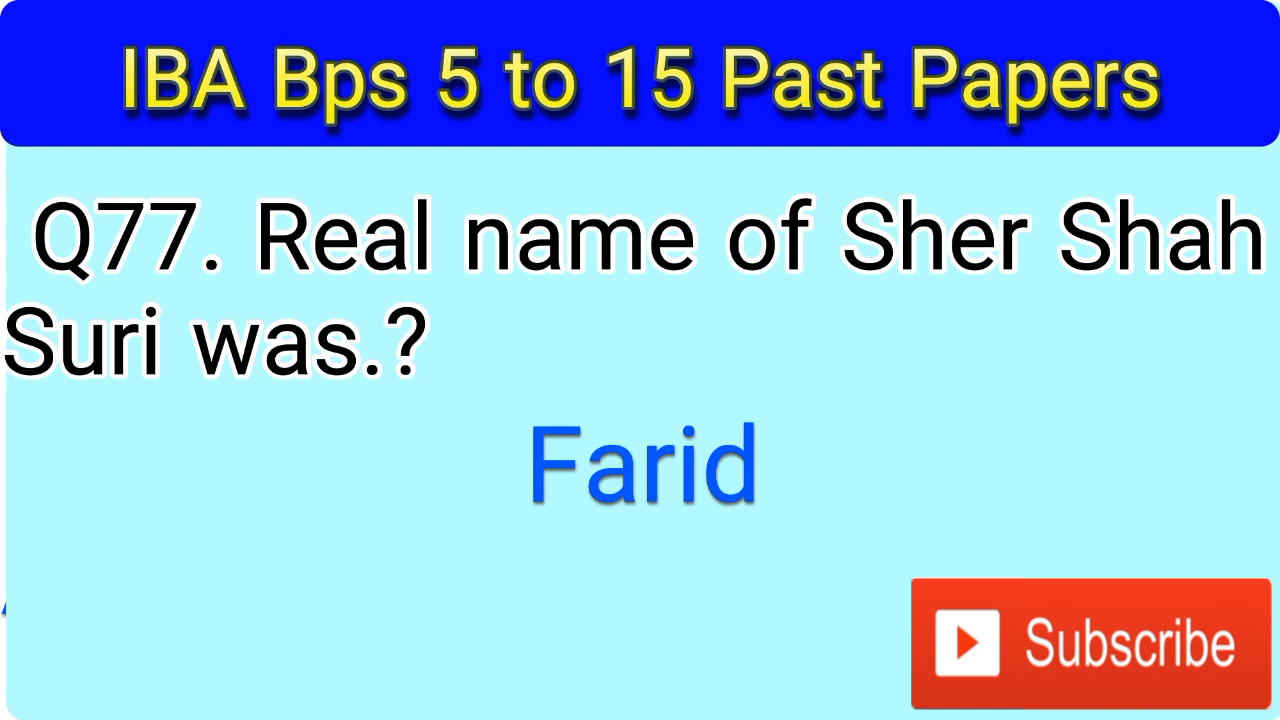 IBA Bps 5 to 15 Past Papers
Q77. Real name of Sher Shah
Suri was.?
Farid
Subscribe